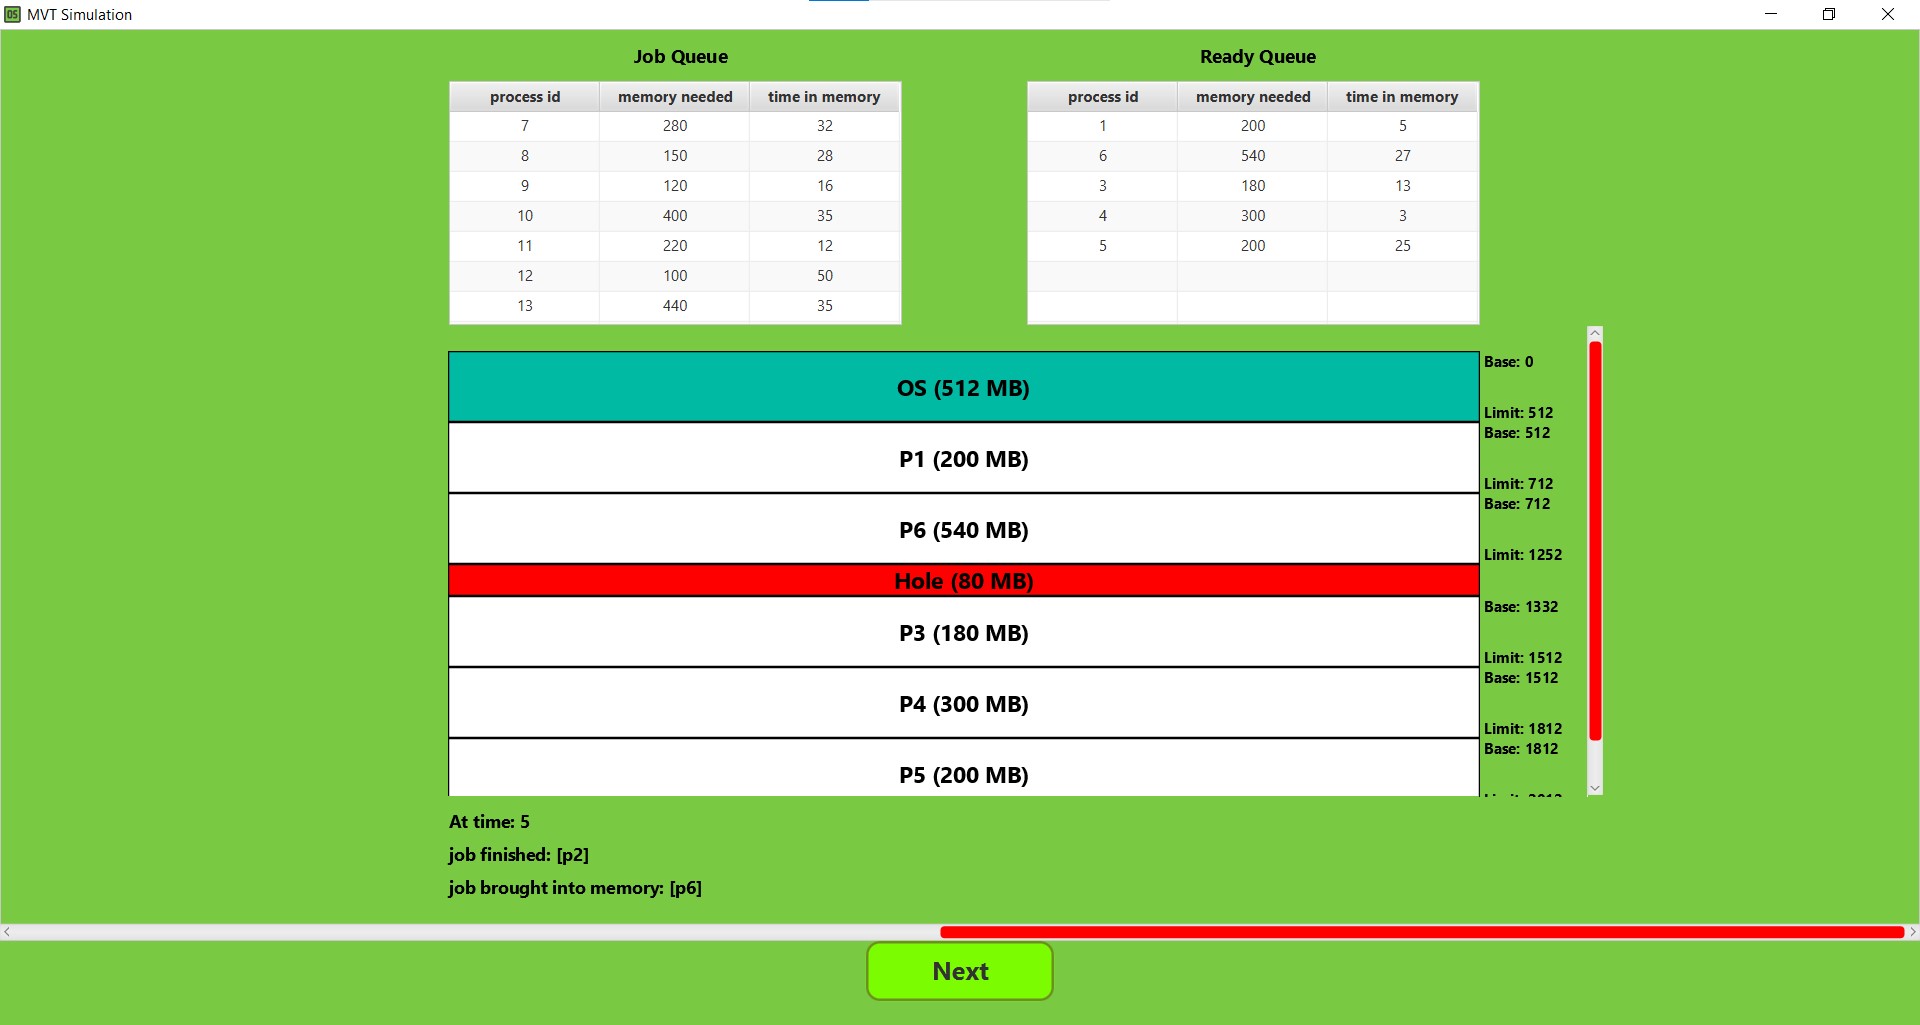 OS MVT Simulation
Job Queue
process id memory needed time in memory
7 280 32
8 150 28
9 120 16
10 400 35
11 220 12
12 100 50
13 440 35
Ready Queue
process id memory needed time in memory
1 200 5
6 540 27
3 180 13
4 300 3
5 200 25
OS (512 MB)
Base: 0
Limit: 512
P1 (200 MB)
Base: 512
Limit: 712
P6 (540 MB)
Base: 712
Limit: 1252
Hole (80 MB)
P3 (180 MB)
Base: 1332
Limit: 1512
P4 (300 MB)
Base: 1512
Limit: 1812
P5 (200 MB)
Base: 1812
At time: 5
job finished: [p2]
job brought into memory: [p6]
Next